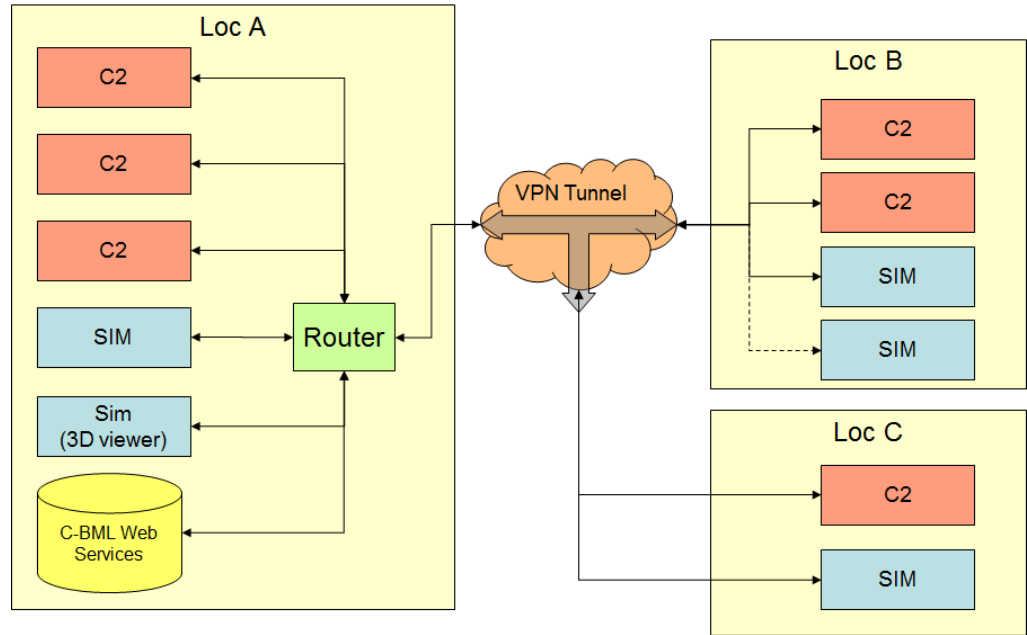 Loc A
C2
C2
C2
SIM
Sim
(3D viewer)
C-BML Web
Services
Router
VPN Tunnel
Loc B
C2
C2
SIM
SIM
Loc C
C2
SIM